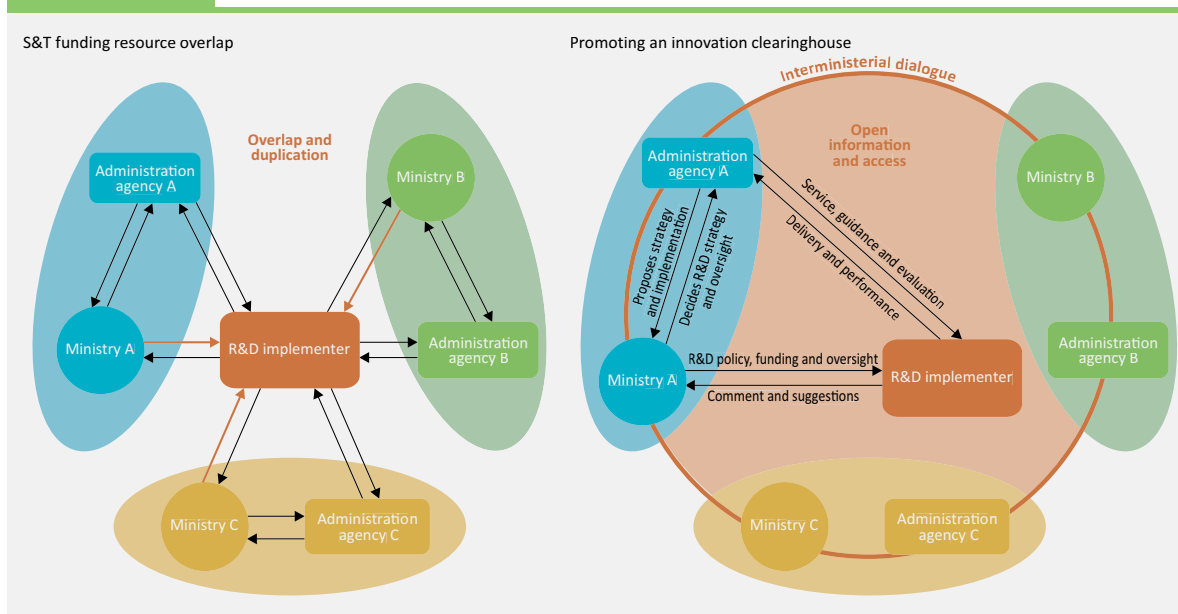 S&T funding resource overlap
Overlap and
duplication
Administration
agency A
Ministry B
Ministry A
R&D implementer
Administration
agency B
Ministry C
Administration
agency C
Promoting an innovation clearinghouse
Interministerial dialogue
Open
information
and access
Administration
agency A
Ministry B
Service, guidance and evaluation
Delivery and performance
Proposes strategy
and implementation
Decides R&D strategy
and oversight
Administration
agency B
R&D policy, funding and oversight
Ministry A
R&D implementer
Comment and suggestions
Ministry C
Administration
agency C